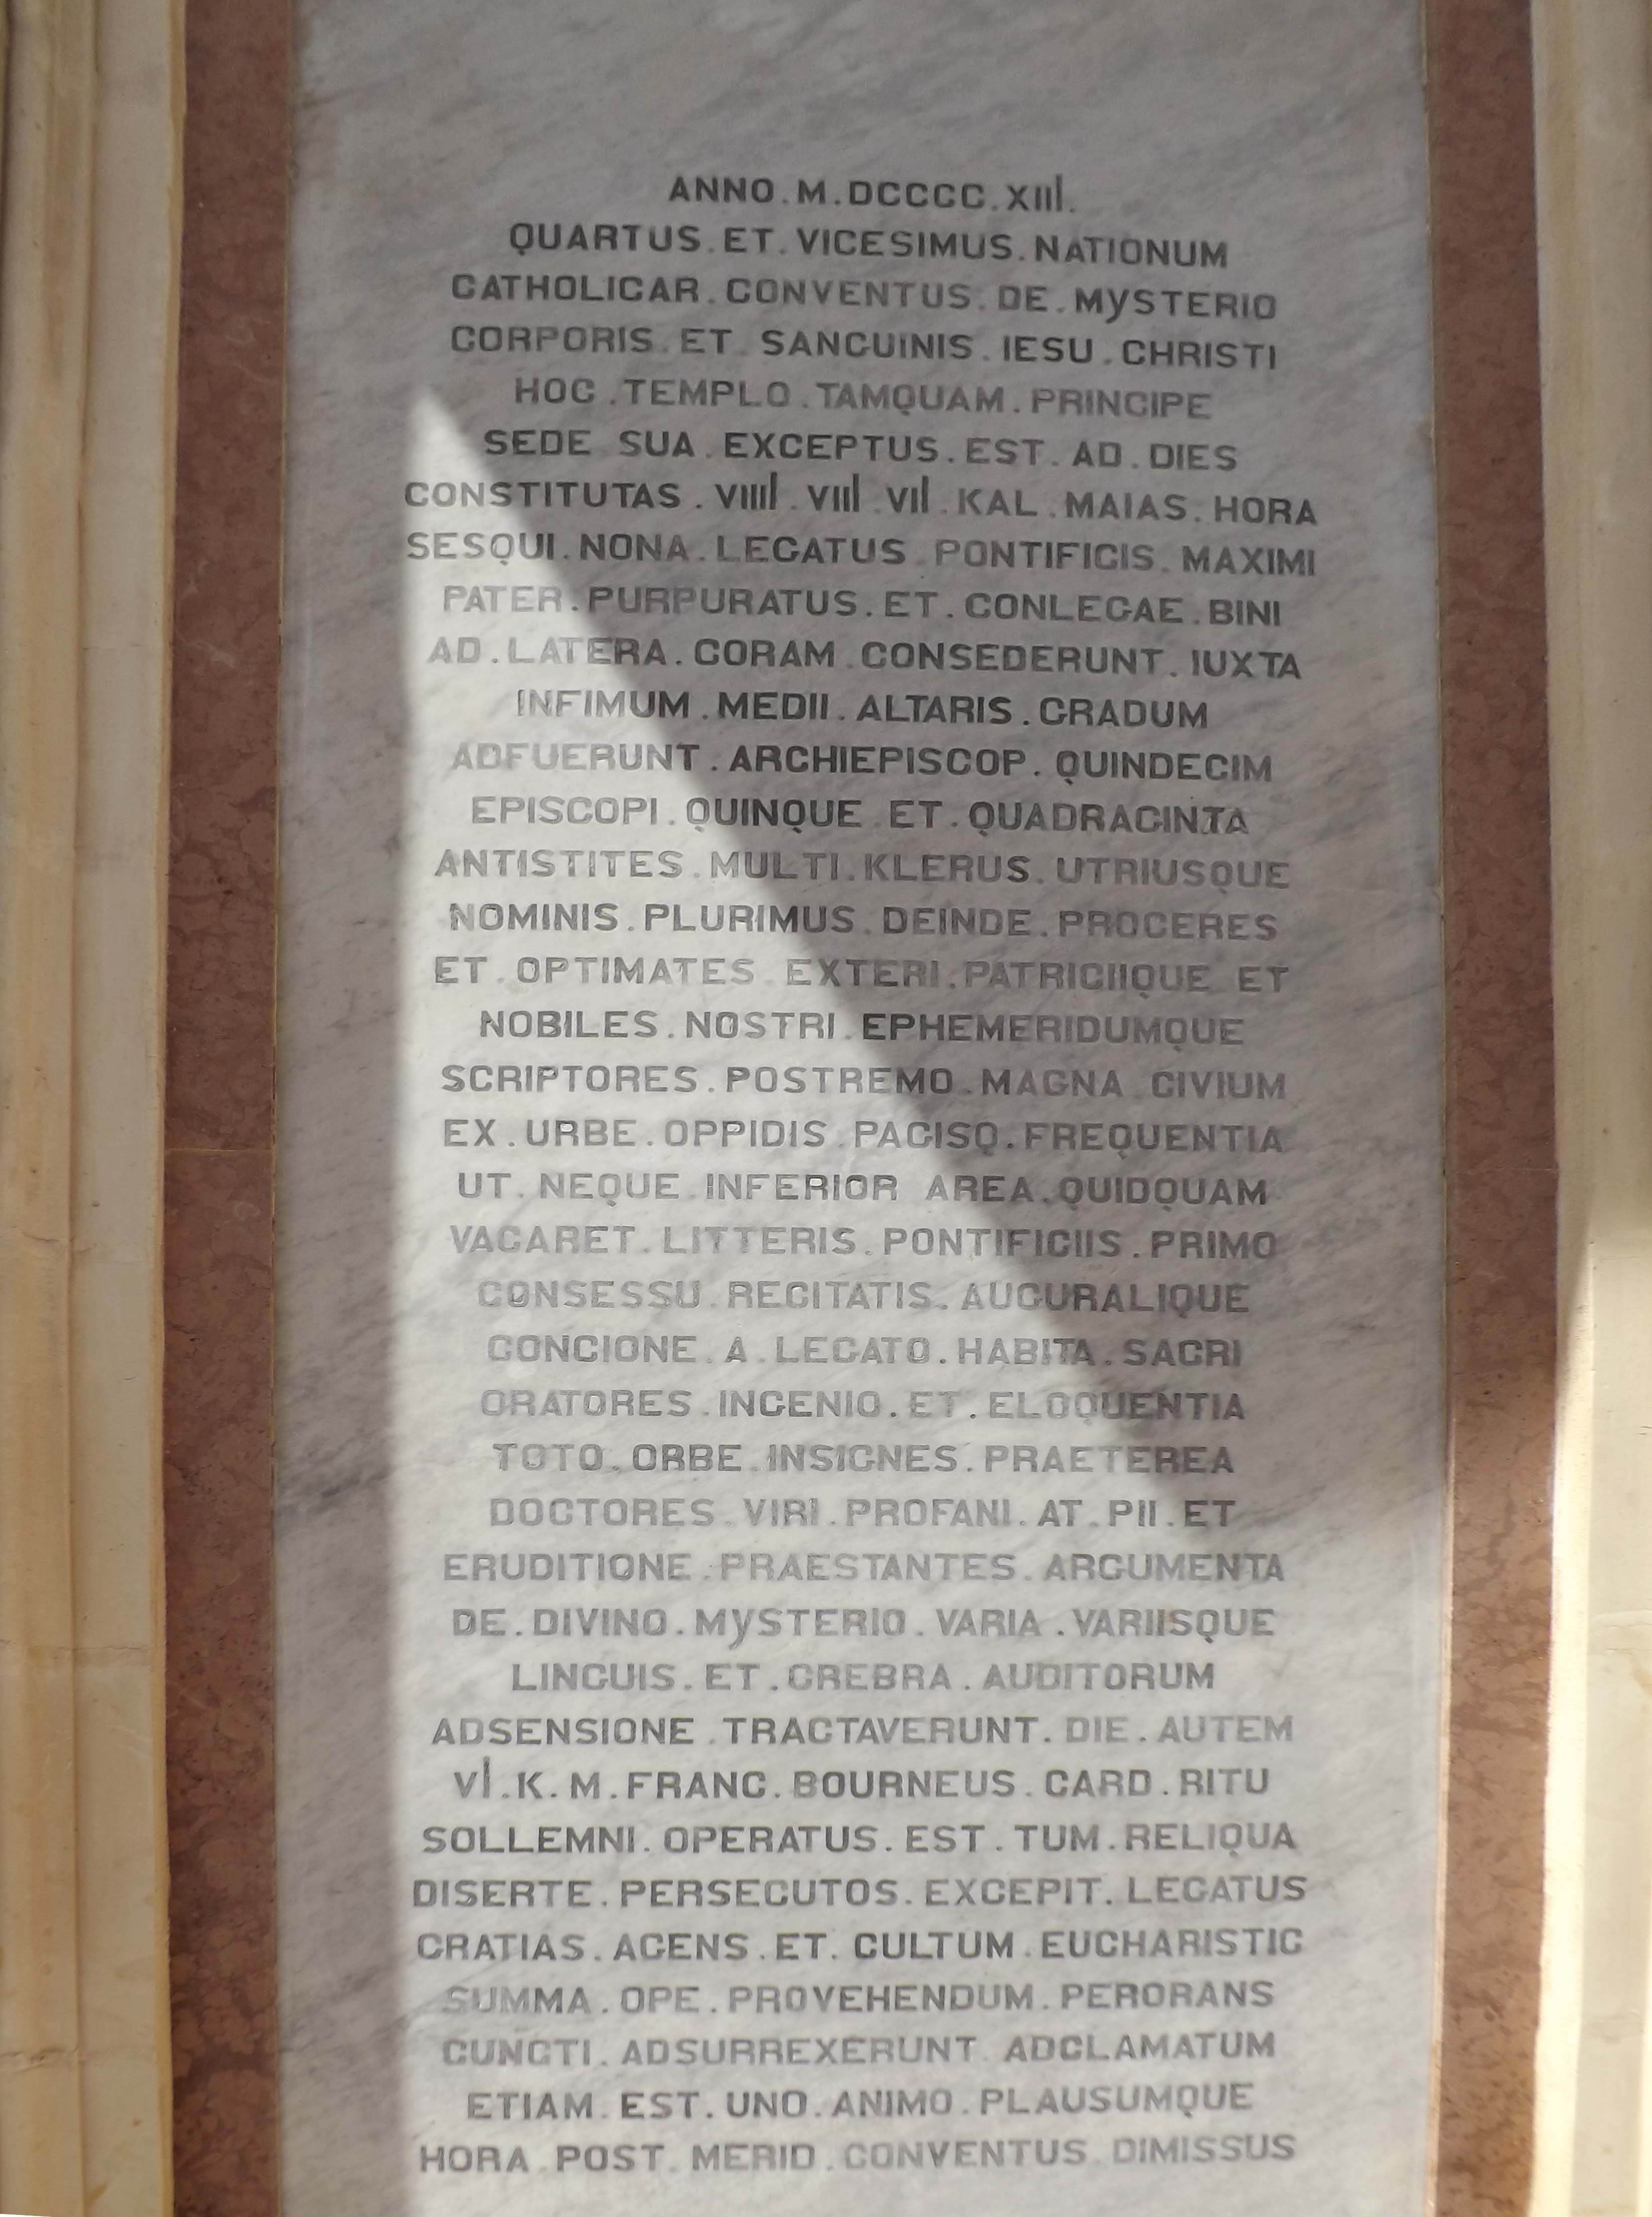 ANNO . M . DCCCC . XIII .
QUARTUS . ET . VICESIMUS . NATIONUM
CATHOLICAR . CONVENTUS . DE . MySTERIO
CORPORIS . ET . SANGUINIS . IESU . CHRISTI
HOC . TEMPLO . TAMQUAM . PRINCIPE
SEDE SUA . EXCEPTUS . EST . AD . DIES
CONSTITUTAS . VIIII . VIII . VII . KAL . MAIAS . HORA
SESQUI . NONA . LEGATUS . PONTIFICIS . MAXIMI
PATER . PURPURATUS . ET . CONLEGAE . BINI
AD . LATERA . CORAM . CONSEDERUNT . IUXTA
INFIMUM . MEDII . ALTARIS . GRADUM
ADFUERUNT . ARCHIEPISCOP . QUINDECIM
EPISCOPI . QUINQUE . ET . QUADRAGINTA
ANTISTITES . MULTI . KLERUS . UTRIUSQUE
NOMINIS . PLURIMUS . DEINDE . PROCERES
ET . OPTIMATES . EXTERI . PATRICIIQUE . ET
NOBILES . NOSTRI . EPHEMERIDUMQUE
SCRIPTORES . POSTREMO . MAGNA . CIVIUM
EX . URBE . OPPIDIS . PAGISQ . FREQUENTIA
UT . NEQUE . INFERIOR AREA . QUIDQUAM
VACARET . LITTERIS . PONTIFICIIS . PRIMO
CONSESSU . RECITATIS . AUGURALIQUE
CONCIONE . A . LEGATO . HABITA . SACRI
ORATORES . INGENIO . ET . ELOQUENTIA
TOTO . ORBE . INSIGNES . PRAETEREA
DOCTORES . VIRI . PROFANI . AT . PII . ET
ERUDITIONE . PRAESTANTES . ARGUMENTA
DE . DIVINO . MySTERIO . VARIA . VARIISQUE
LINGUIS . ET . CREBRA . AUDITORUM
ADSENSIONE . TRACTAVERUNT . DIE . AUTEM
VI . K . M . FRANC . BOURNEUS . CARD . RITU
SOLLEMNI . OPERATUS . EST . TUM . RELIQUA
DISERTE . PERSECUTOS . EXCEPIT . LEGATUS
GRATIAS . AGENS . ET . CULTUM . EUCHARISTIC
SUMMA . OPE . PROVEHENDUM . PERORANS
CUNCTI . ADSURREXERUNT . ADCLAMATUM
ETIAM . EST . UNO . ANIMO . PLAUSUMQUE
HORA . POST . MERID . CONVENTUS . DIMISSUS